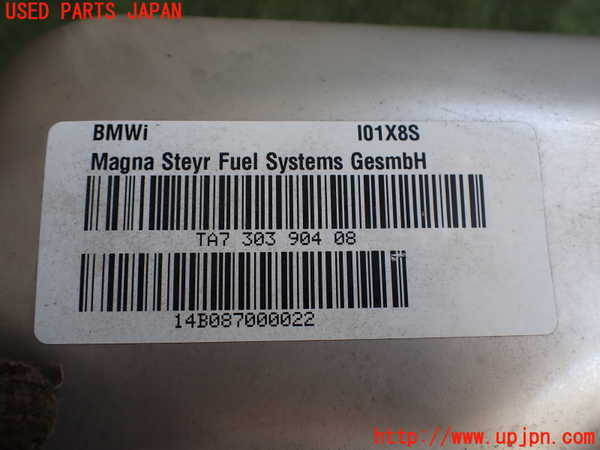 USED PARTS JAPAN
BMWi I01X8S
Magna Steyr Fuel Systems GesmbH
TA7 303 904 08
14B087000022
http://www.upjpn.com/